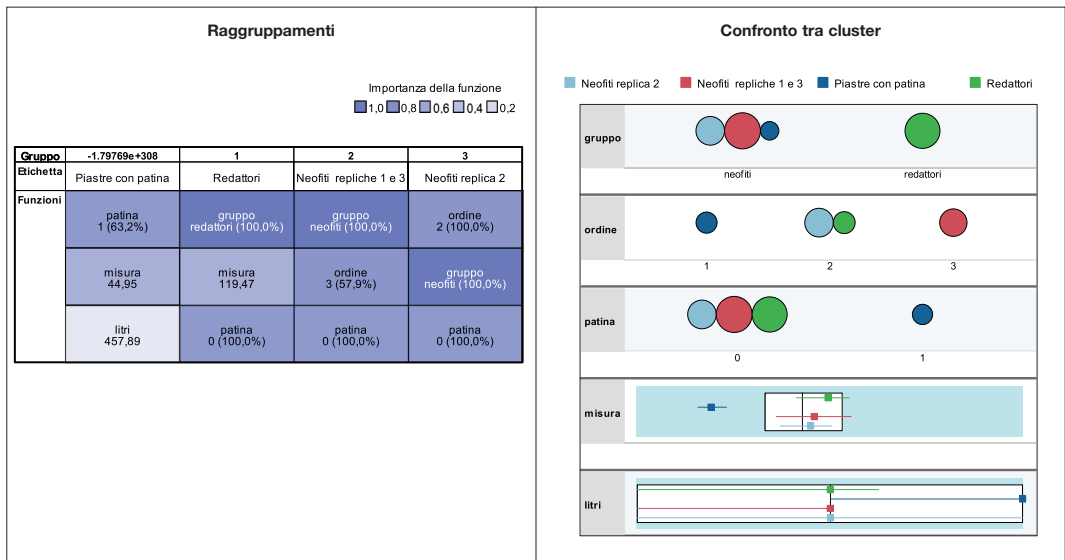 Raggruppamenti
Importanza della funzione
1,0 0,8 0,6 0,4 0,2
Gruppo -1.79769e+308 1 2 3
Etichetta Piastre con patina Redattori Neofiti repliche 1 e 3 Neofiti replica 2
Funzioni
patina gruppo gruppo ordine
1 (63,2%) redattori (100,0%) neofiti (100,0%) 2 (100,0%)
misura misura ordine gruppo
44,95 119,47 3 (57,9%) neofiti (100,0%)
litri patina patina patina
457,89 0 (100,0%) 0 (100,0%) 0 (100,0%)
Confronto tra cluster
Neofiti replica 2 Neofiti repliche 1 e 3 Piastre con patina Redattori
gruppo
neofiti redattori
ordine
1 2 3
patina
0 1
misura
litri